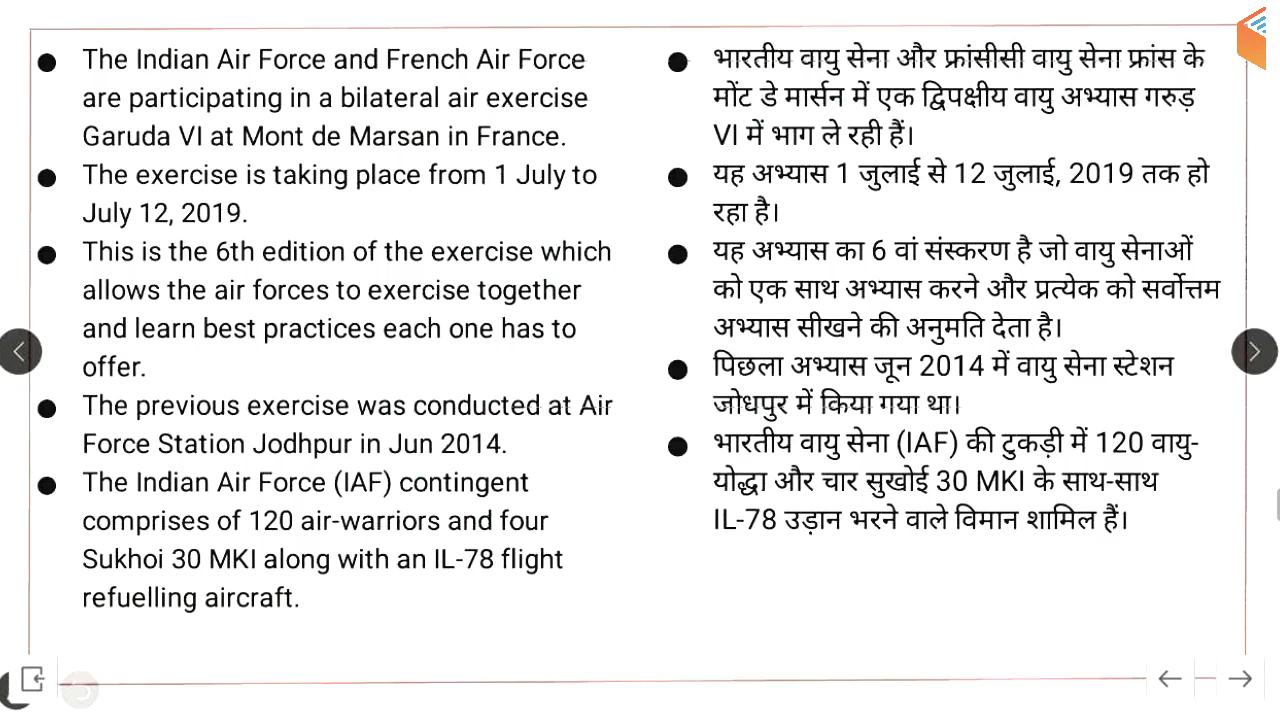 The Indian Air Force and French Air Force
are participating in a bilateral air exercise
Garuda VI at Mont de Marsan in France.
The exercise is taking place from 1 July to
July 12, 2019.
This is the 6th edition of the exercise which
allows the air forces to exercise together
and learn best practices each one has to
offer.
The previous exercise was conducted at Air
Force Station Jodhpur in Jun 2014.
The Indian Air Force (IAF) contingent
comprises of 120 air-warriors and four
Sukhoi 30 MKI along with an IL-78 flight
refuelling aircraft.
भारतीय वायु सेना और फ्रांसीसी वायु सेना फ्रांस के
मोंट डे मार्सन में एक द्विपक्षीय वायु अभ्यास गरुड़
VI में भाग ले रही हैं।
यह अभ्यास 1 जुलाई से 12 जुलाई, 2019 तक हो
रहा है।
यह अभ्यास का 6 वां संस्करण है जो वायु सेनाओं
को एक साथ अभ्यास करने और प्रत्येक को सर्वोत्तम
अभ्यास सीखने की अनुमति देता है।
पिछला अभ्यास जून 2014 में वायु सेना स्टेशन
जोधपुर में किया गया था।
भारतीय वायु सेना (IAF) की टुकड़ी में 120 वायु-
योद्धा और चार सुखोई 30 MKI के साथ-साथ
IL-78 उड़ान भरने वाले विमान शामिल हैं।